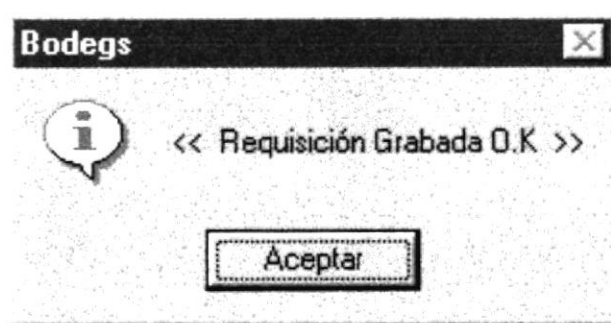 Bodegs
<< Requisición Grabada O.K >>
Aceptar